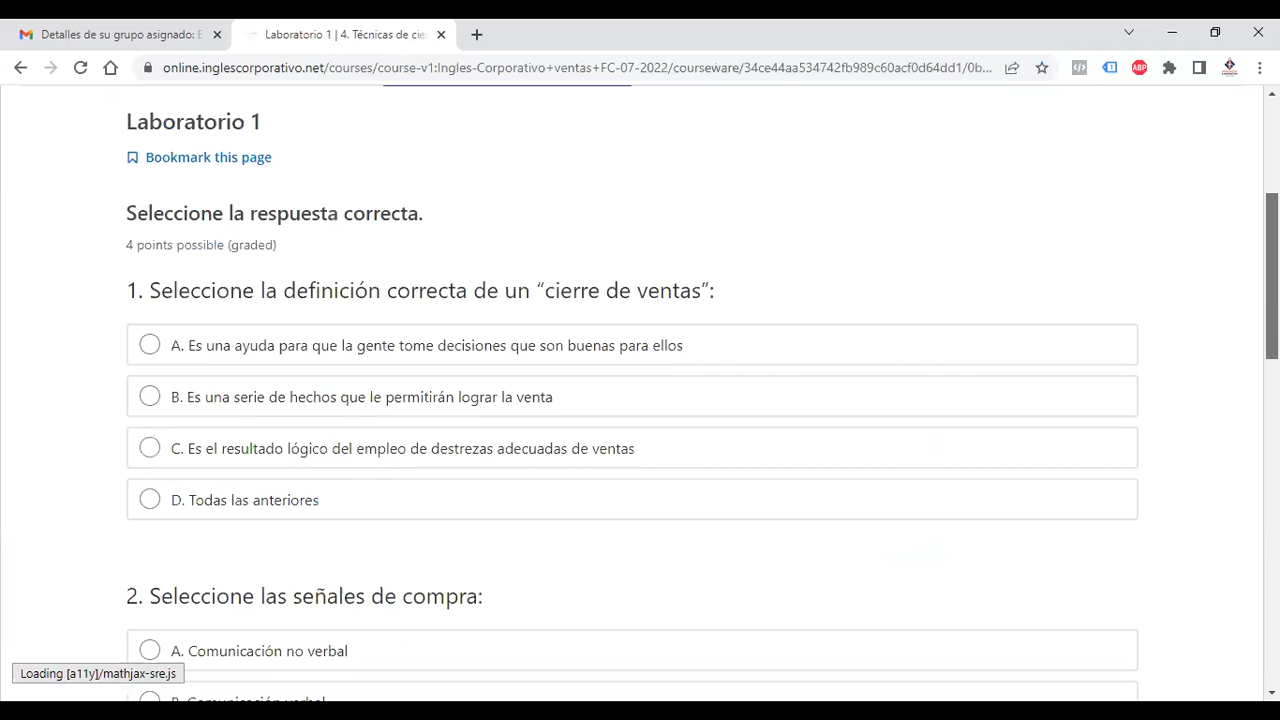 Detalles de su grupo asignado: E
Laboratorio 1 | 4. Técnicas de cie
online.inglescorporativo.net/courses/course-v1:Ingles-Corporativo+ventas+FC-07-2022/courseware/34ce44aa534742fb989c60acf0d64dd1/0b...
ABP
Laboratorio 1
Bookmark this page
Seleccione la respuesta correcta.
4 points possible (graded)
1. Seleccione la definición correcta de un “cierre de ventas”:
A. Es una ayuda para que la gente tome decisiones que son buenas para ellos
B. Es una serie de hechos que le permitirán lograr la venta
C. Es el resultado lógico del empleo de destrezas adecuadas de ventas
D. Todas las anteriores
2. Seleccione las señales de compra:
A. Comunicación no verbal
Loading [a11y]/mathjax-sre.js
B. Comunicación verbal